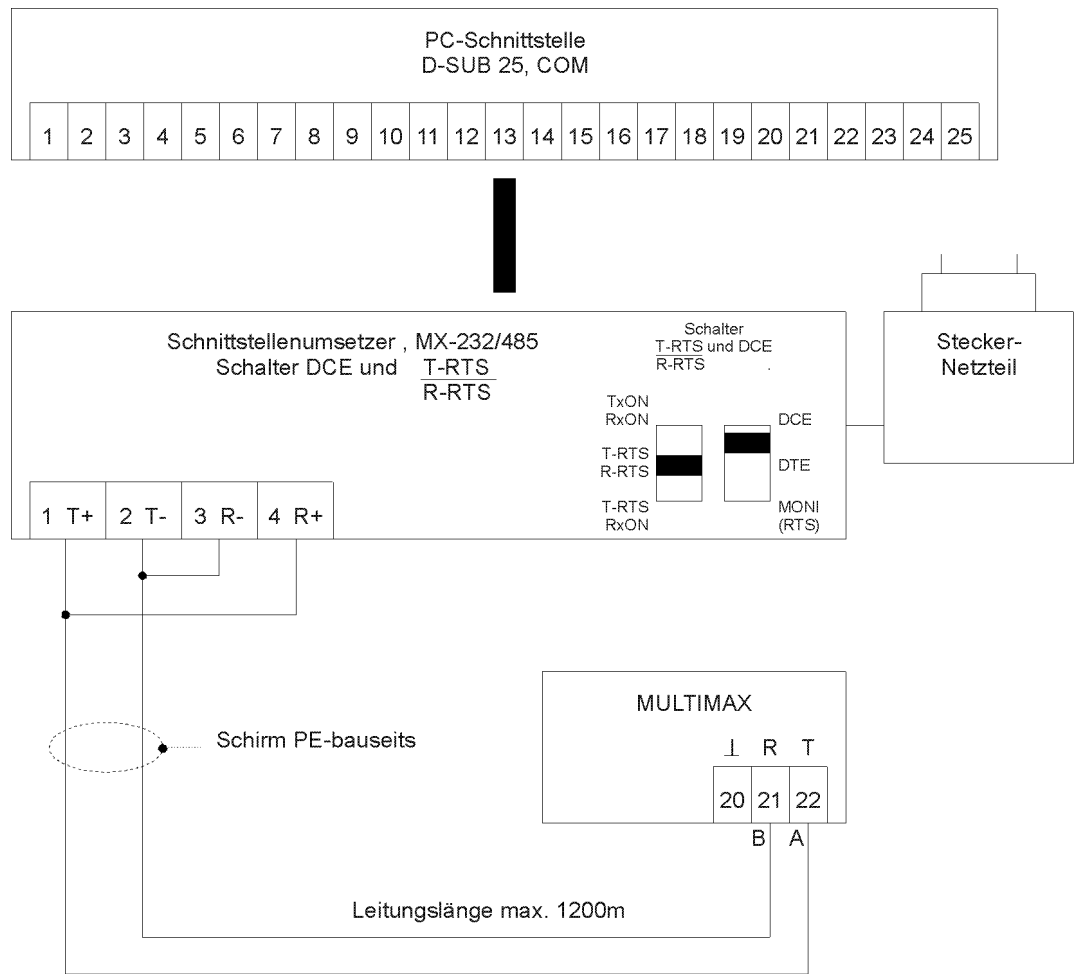 PC-Schnittstelle
D-SUB 25, COM
1 2 3 4 5 6 7 8 9 10 11 12 13 14 15 16 17 18 19 20 21 22 23 24 25
Schnittstellenumsetzer , MX-232/485
Schalter DCE und T-RTS
R-RTS
Schalter
T-RTS und DCE
R-RTS .
TxON
RxON
T-RTS
R-RTS
T-RTS
RxON
DCE
DTE
MONI
(RTS)
Stecker-
Netzteil
1 T+ 2 T- 3 R- 4 R+
Schirm PE-bauseits
MULTIMAX
⊥ R T
20 21 22
B A
Leitungslänge max. 1200m